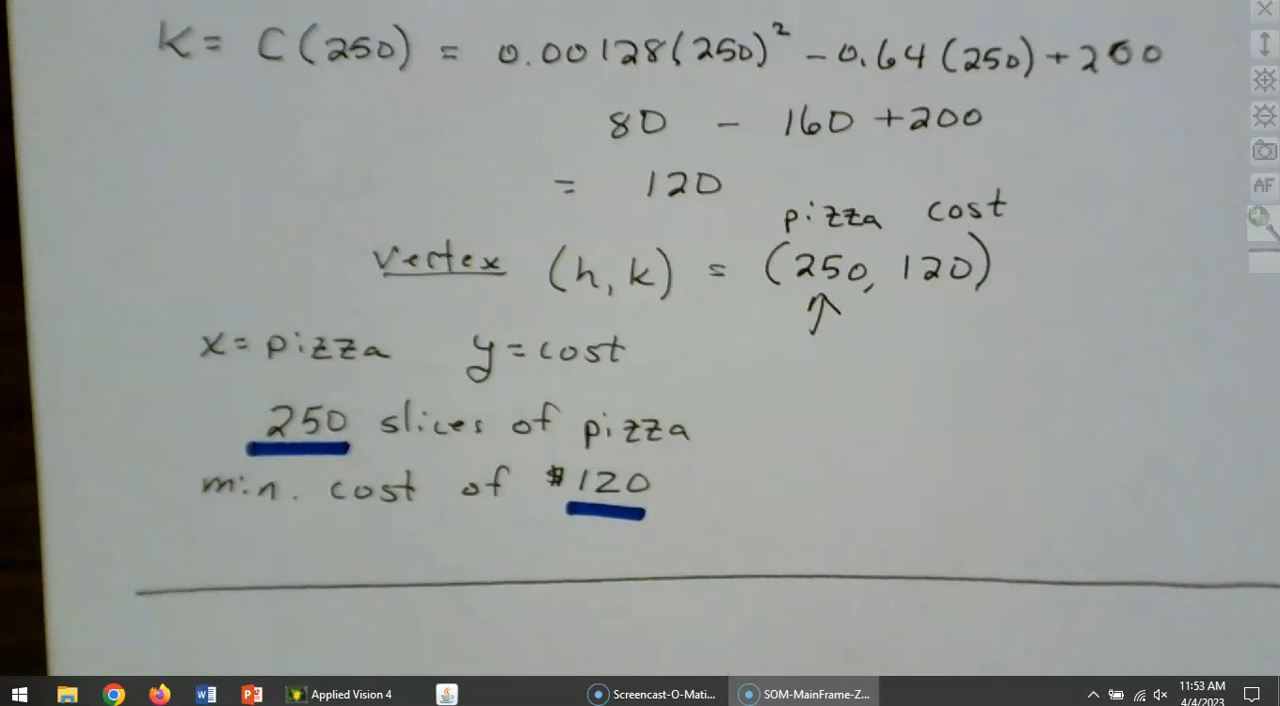 K = C(250) = 0.00128(250)² - 0.64(250) + 200
80 - 160 + 200
= 120
pizza cost
vertex (h, k) = (250, 120)
x = pizza y = cost
250 slices of pizza
min. cost of $120
AF
Applied Vision 4
Screencast-O-Mati...
SOM-MainFrame-Z...
11:53 AM
4/4/2023